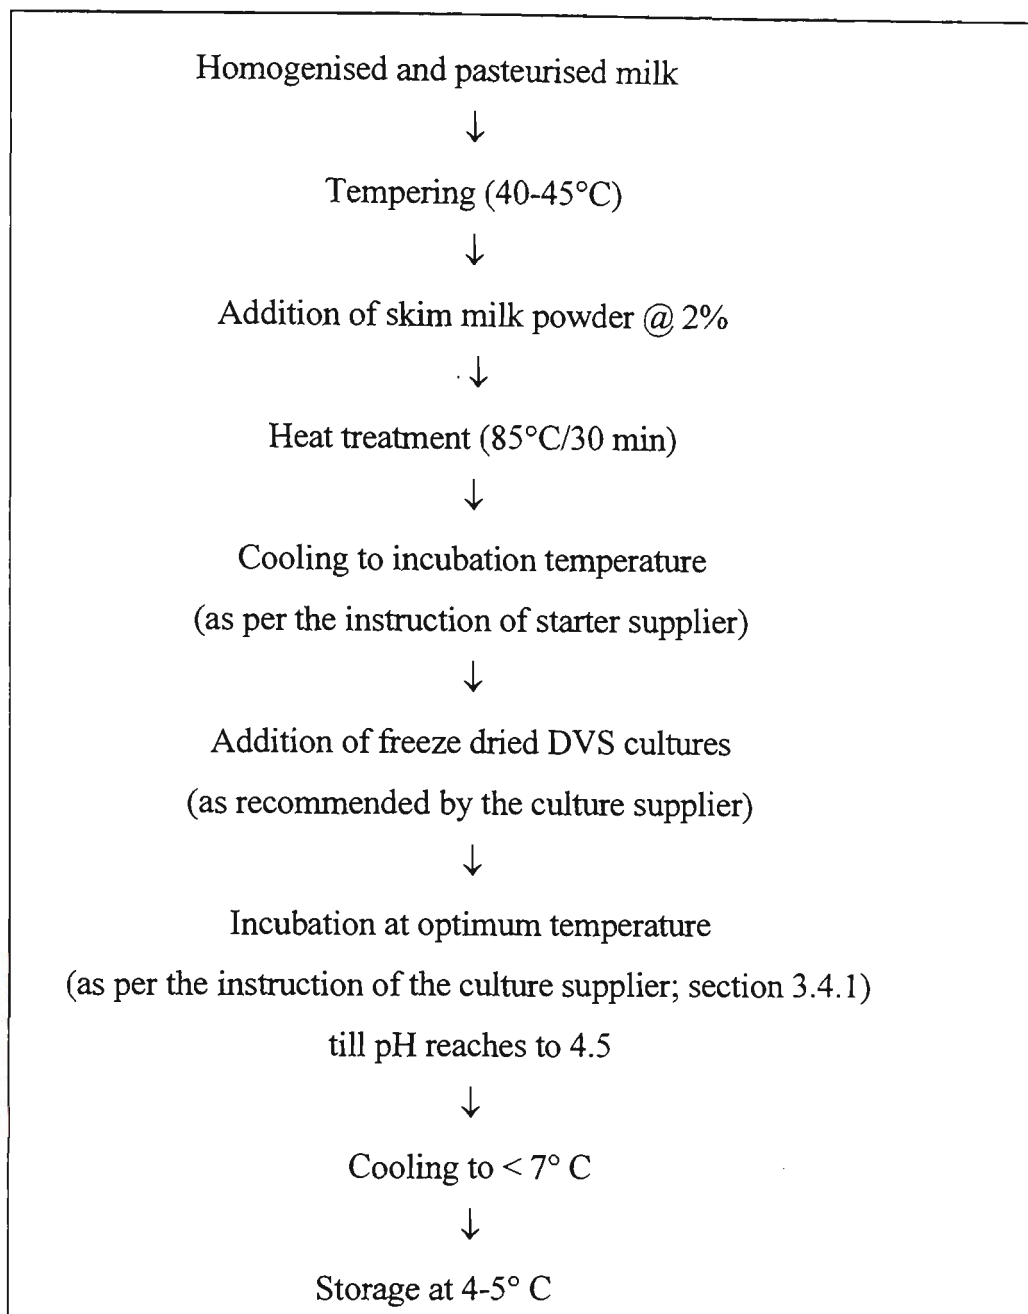 Homogenised and pasteurised milk
↓
Tempering (40-45°C)
↓
Addition of skim milk powder @ 2%
↓
Heat treatment (85°C/30 min)
↓
Cooling to incubation temperature
(as per the instruction of starter supplier)
↓
Addition of freeze dried DVS cultures
(as recommended by the culture supplier)
↓
Incubation at optimum temperature
(as per the instruction of the culture supplier; section 3.4.1)
till pH reaches to 4.5
↓
Cooling to < 7° C
↓
Storage at 4-5° C